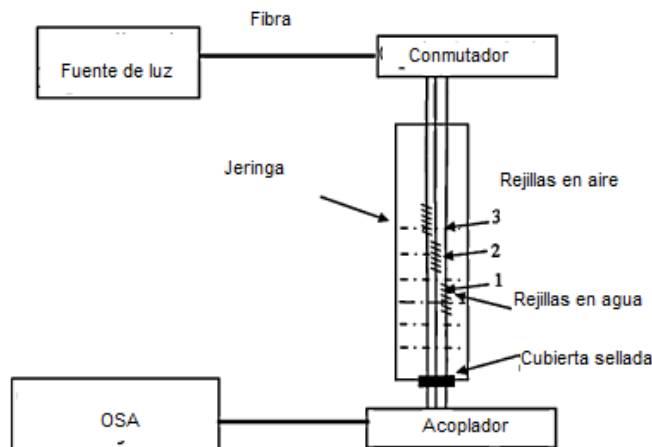 Fibra
Fuente de luz
Conmutador
Jeringa
Rejillas en aire
3
2
1
Rejillas en agua
Cubierta sellada
OSA
Acoplador